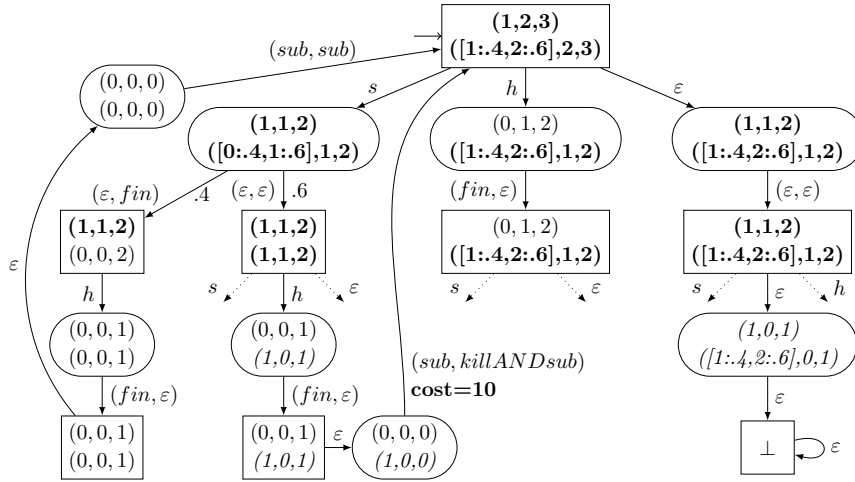 (1,2,3)
([1:.4,2:.6],2,3)
(sub, sub)
(0, 0, 0)
(0, 0, 0)
s
h
ε
(1,1,2)
([0:.4,1:.6],1,2)
(0, 1, 2)
([1:.4,2:.6],1,2)
(1,1,2)
([1:.4,2:.6],1,2)
(ε, fin)
.4
(ε, ε)
.6
(fin, ε)
(ε, ε)
(1,1,2)
(0, 0, 2)
(1,1,2)
(1,1,2)
(0, 1, 2)
([1:.4,2:.6],1,2)
(1,1,2)
([1:.4,2:.6],1,2)
ε
h
s
h
ε
s
ε
s
ε
h
(0, 0, 1)
(0, 0, 1)
(0, 0, 1)
(1,0,1)
(1,0,1)
([1:.4,2:.6],0,1)
(sub, killANDsub)
cost=10
(fin, ε)
(fin, ε)
ε
(0, 0, 1)
(0, 0, 1)
(0, 0, 1)
(1,0,1)
ε
(0, 0, 0)
(1,0,0)
⊥
ε